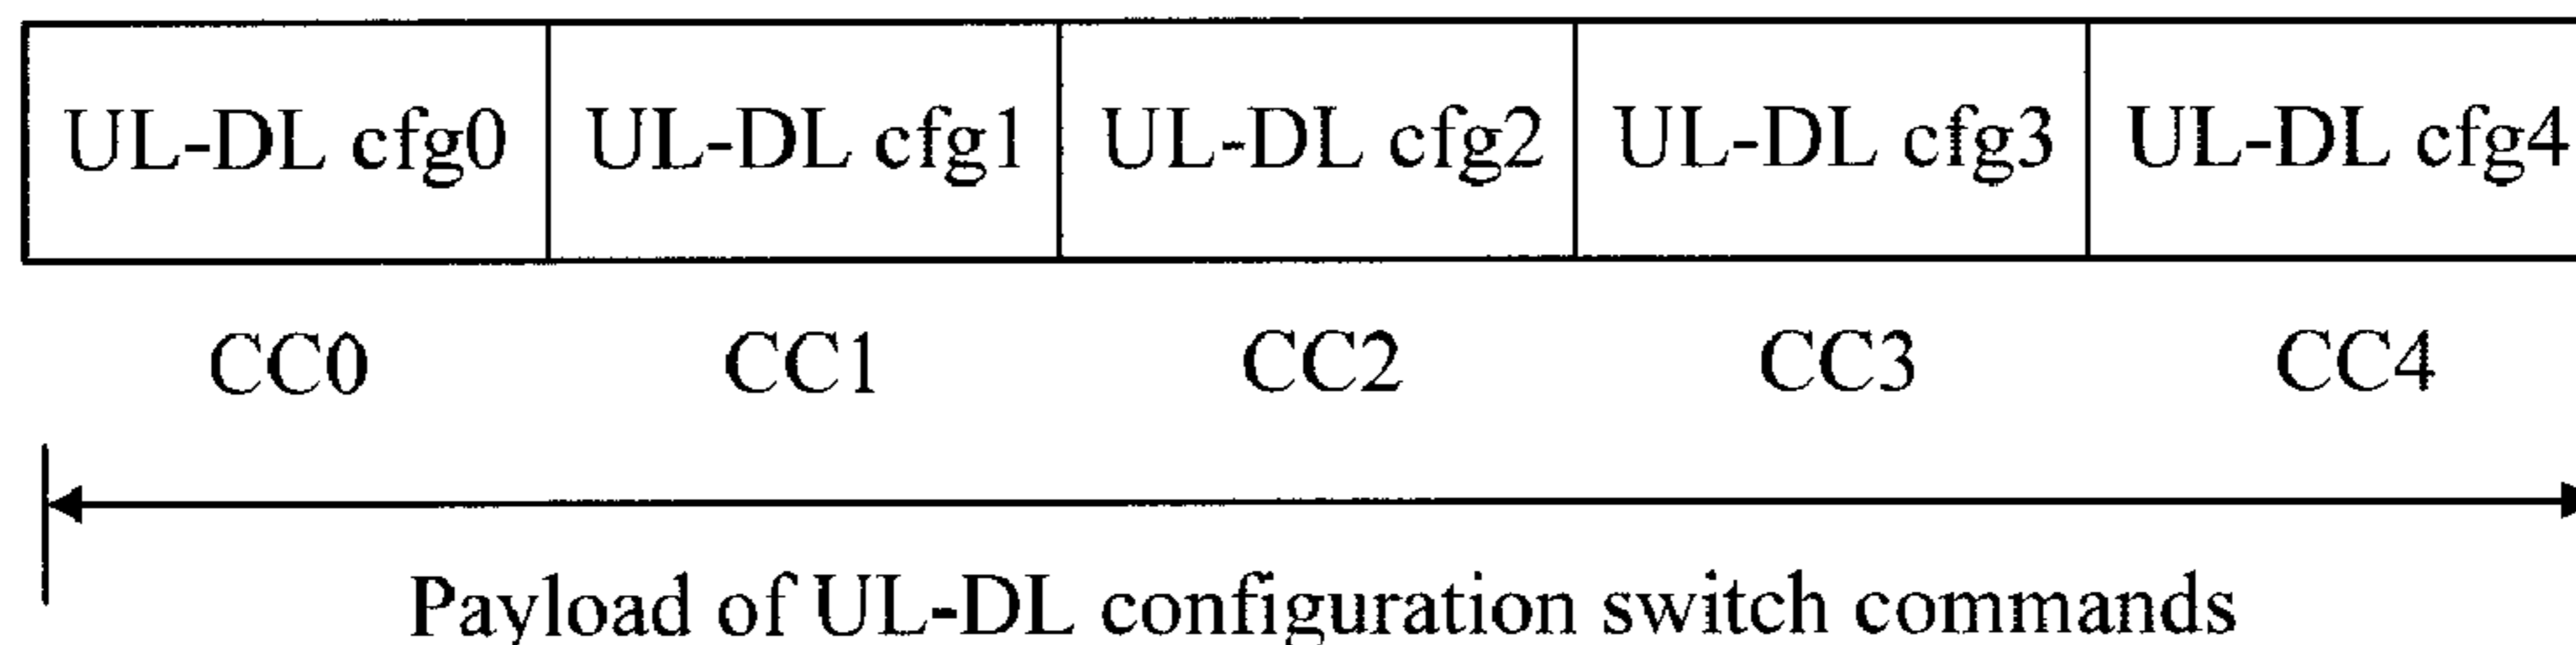 UL-DL cfg0 UL-DL cfg1 UL-DL cfg2 UL-DL cfg3 UL-DL cfg4
CC0 CC1 CC2 CC3 CC4
Payload of UL-DL configuration switch commands